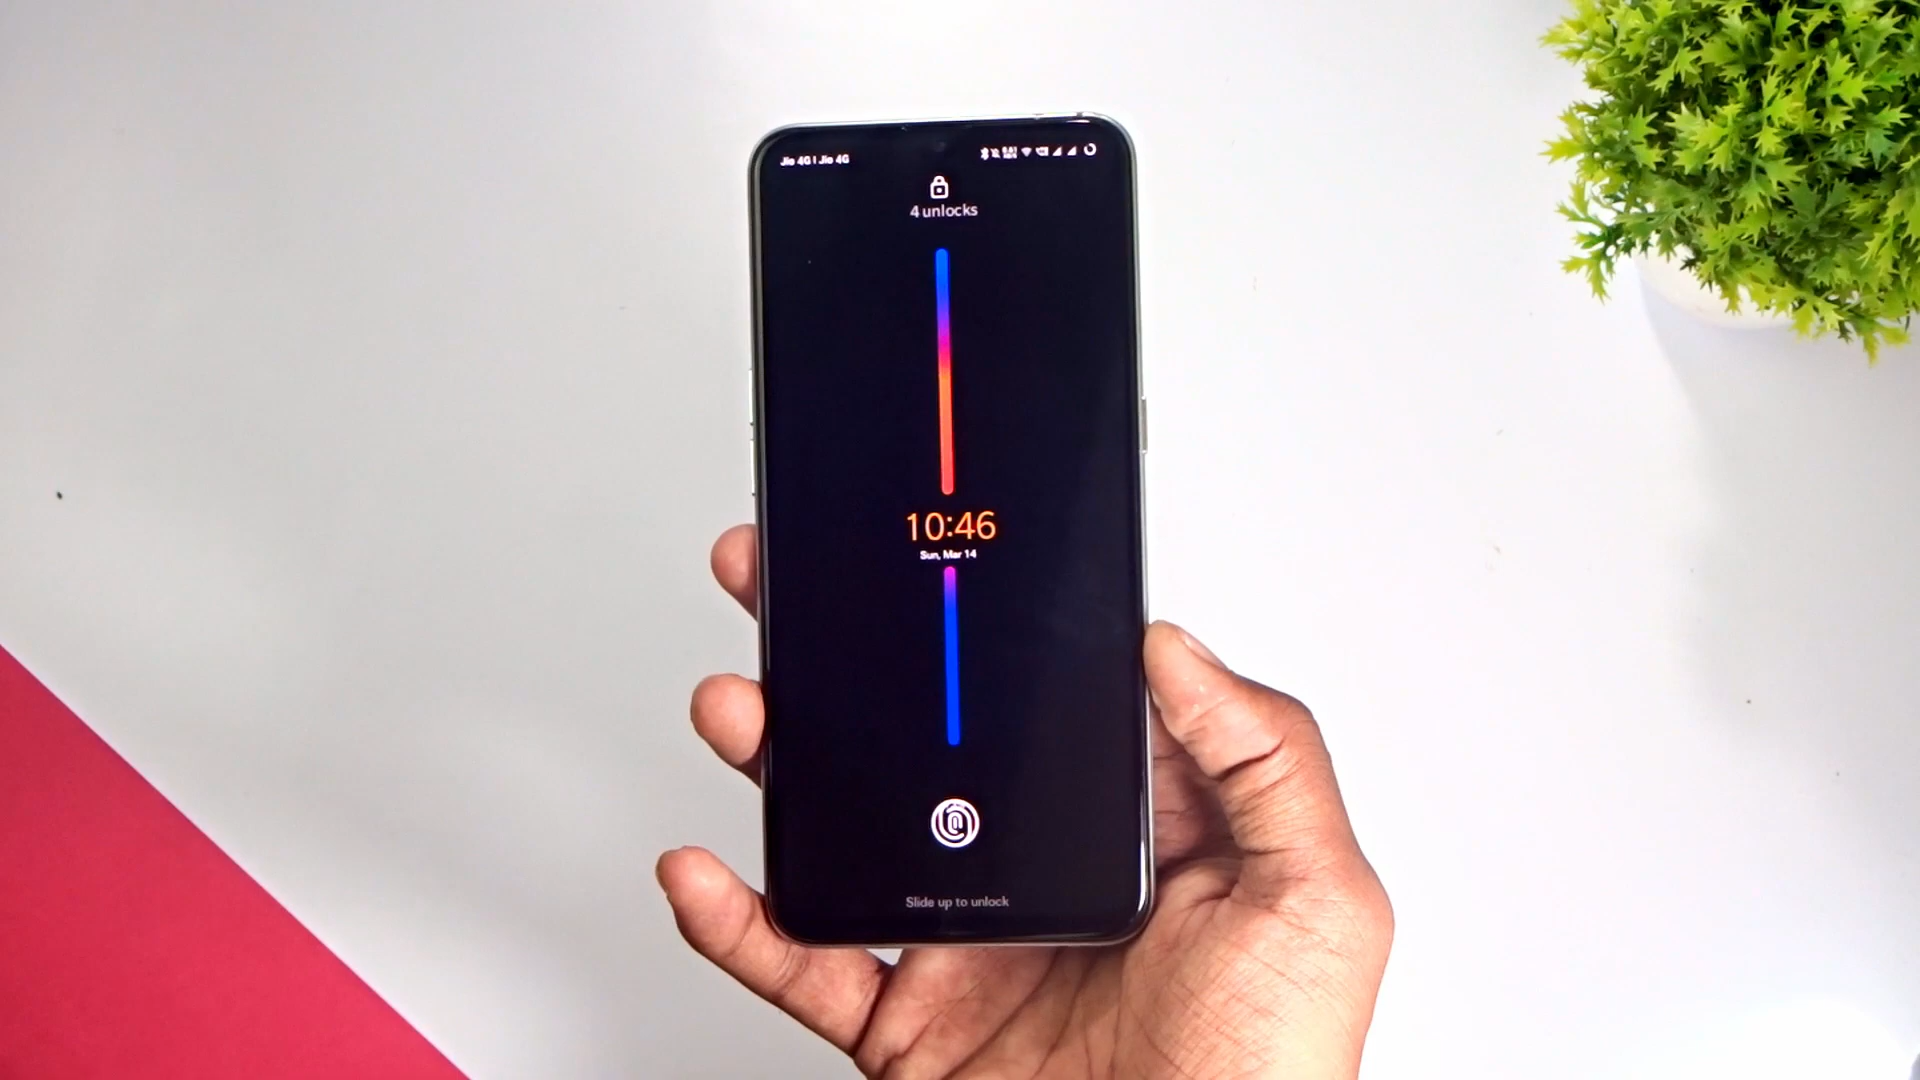 Jio 4G | Jio 4G
4 unlocks
10:46
Sun, Mar 14
Slide up to unlock